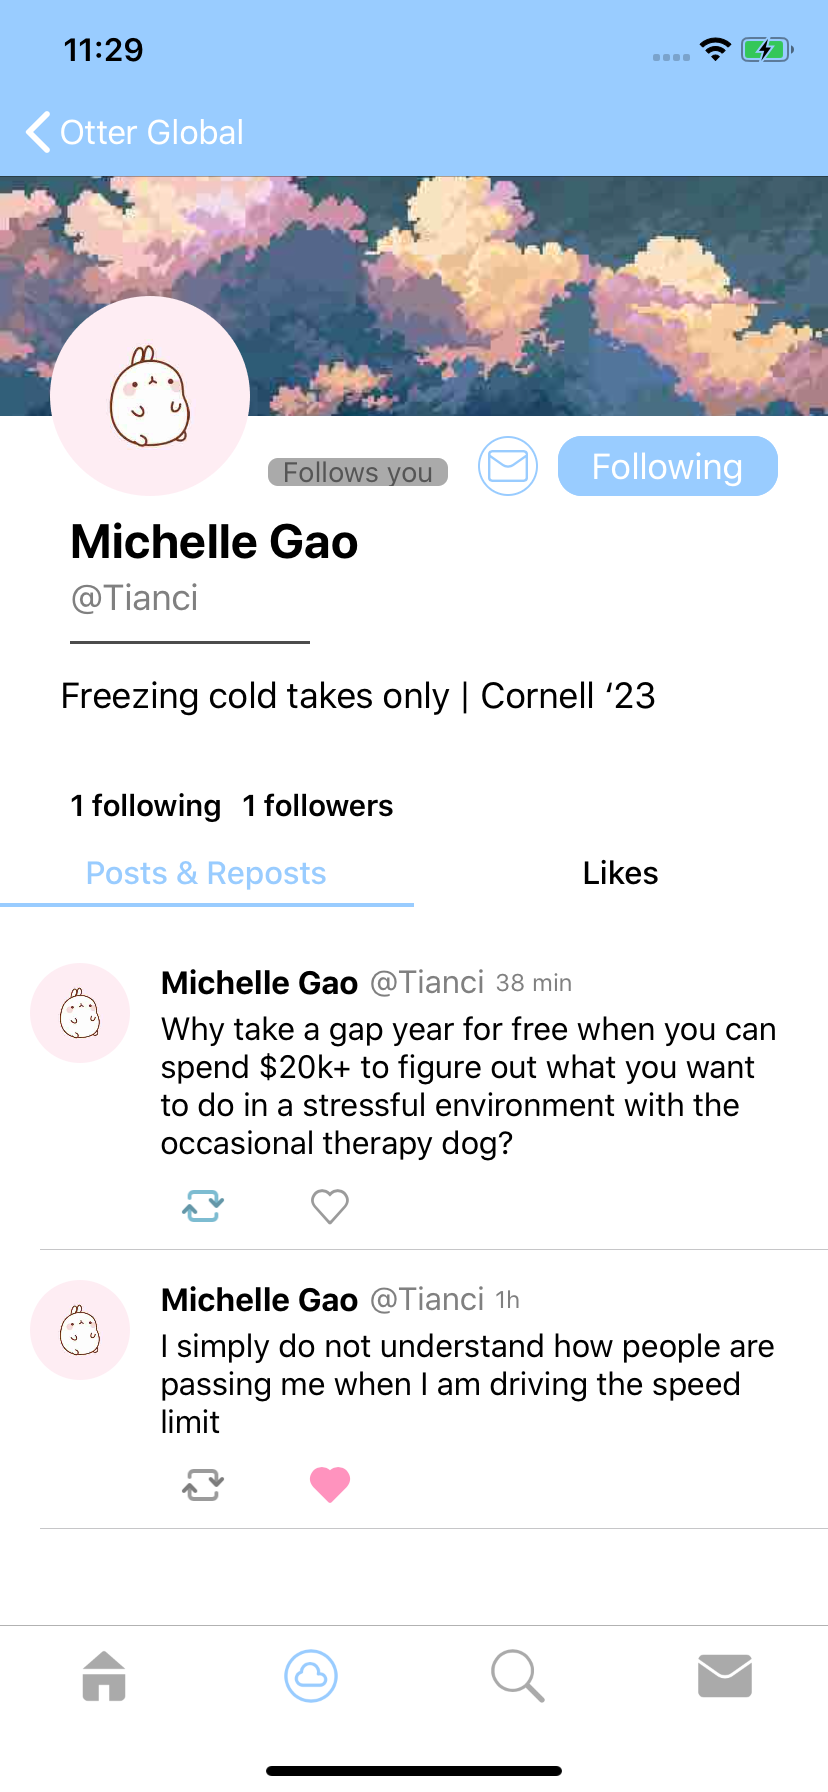 11:29
Otter Global
Follows you
Following
Michelle Gao
@Tianci
Freezing cold takes only | Cornell ‘23
1 following 1 followers
Posts & Reposts
Likes
Michelle Gao @Tianci 38 min
Why take a gap year for free when you can
spend $20k+ to figure out what you want
to do in a stressful environment with the
occasional therapy dog?
Michelle Gao @Tianci 1h
I simply do not understand how people are
passing me when I am driving the speed
limit